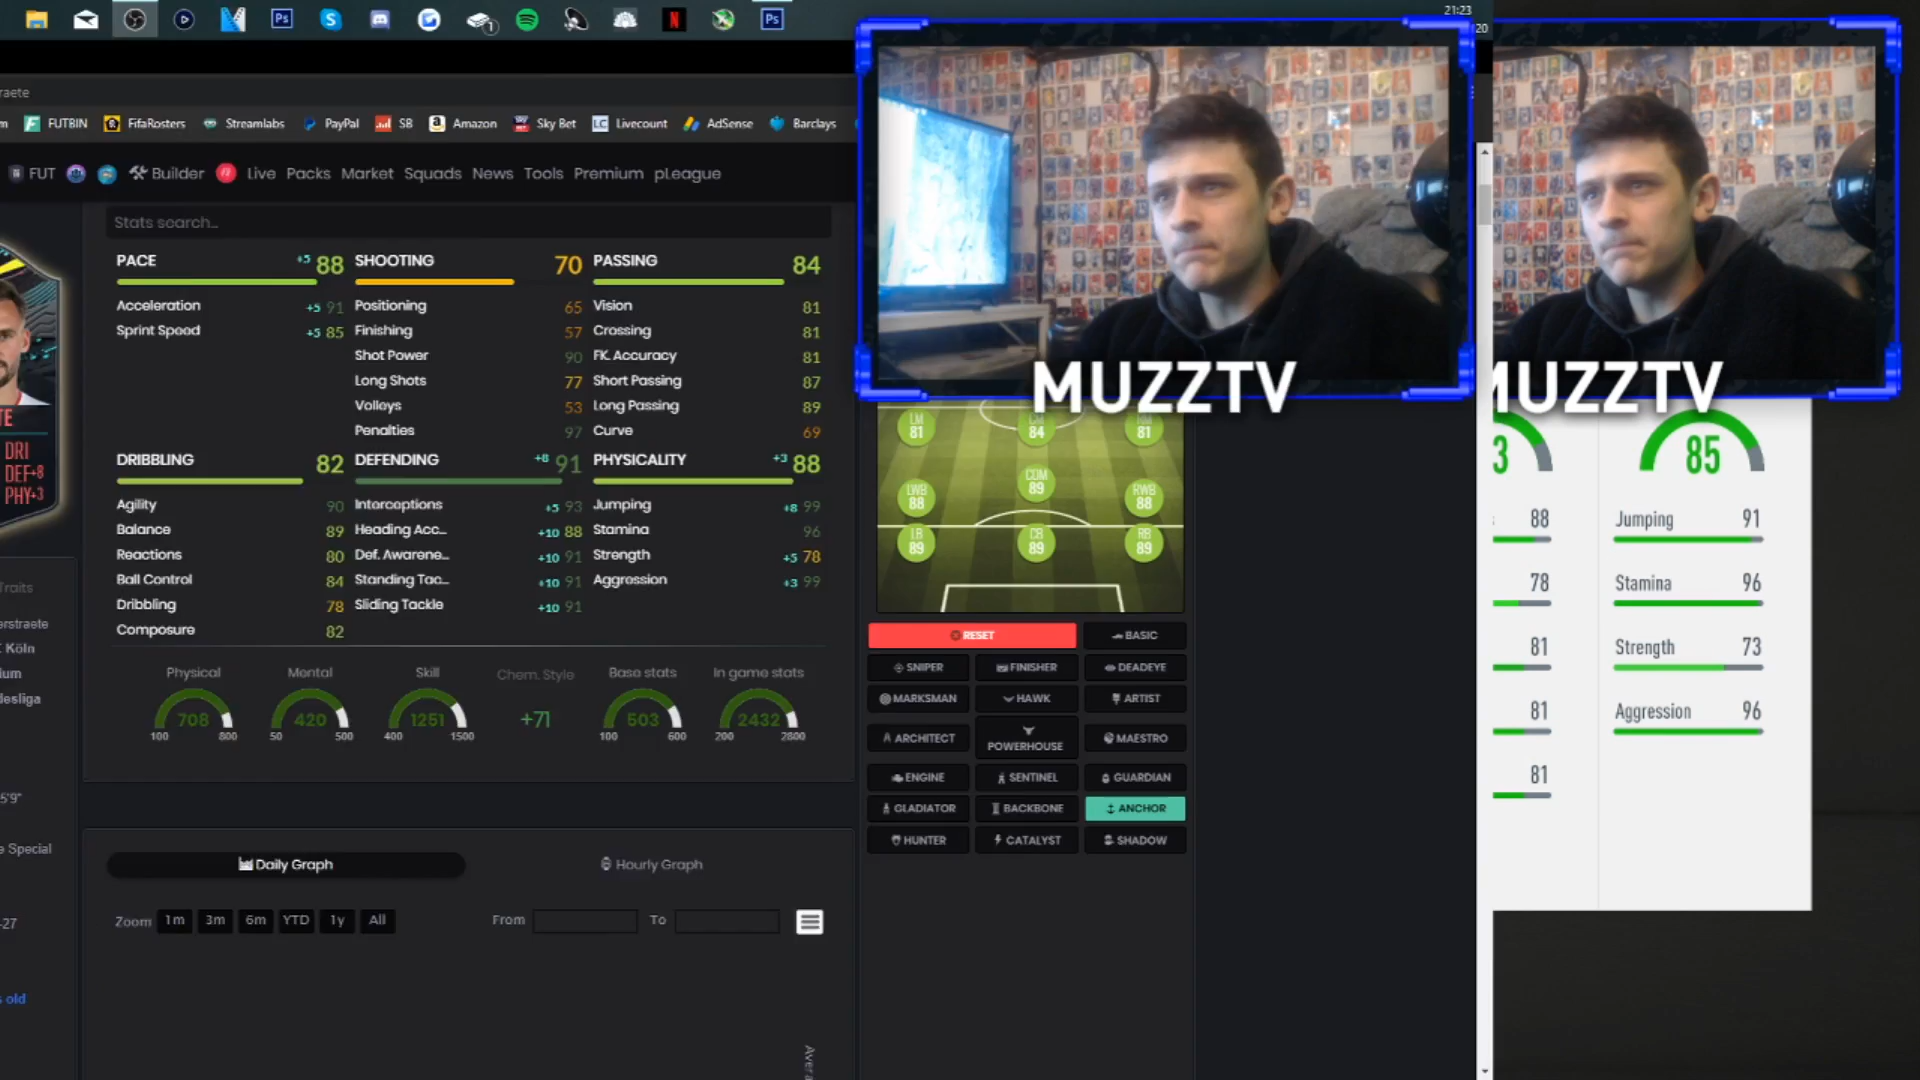 21:23
20
raete
m FUTBIN FifaRosters Streamlabs PayPal SB Amazon Sky Bet Livecount AdSense Barclays
FUT Builder Live Packs Market Squads News Tools Premium pLeague
Stats search...
PACE +5 88
Acceleration +5 91
Sprint Speed +5 85
SHOOTING 70
Positioning 65
Finishing 57
Shot Power 90
Long Shots 77
Volleys 53
Penalties 97
PASSING 84
Vision 81
Crossing 81
FK. Accuracy 81
Short Passing 87
Long Passing 89
Curve 69
DRIBBLING 82
Agility 90
Balance 89
Reactions 80
Ball Control 84
Dribbling 78
Composure 82
DEFENDING +8 91
Interceptions +5 93
Heading Acc... +10 88
Def. Awarene... +10 91
Standing Tac... +10 91
Sliding Tackle +10 91
PHYSICALITY +3 88
Jumping +8 99
Stamina 96
Strength +5 78
Aggression +3 99
TE
DRI
DEF+8
PHY+3
Traits
erstraete
Köln
ium
desliga
5'9"
e Special
-27
s old
Physical 708 100 800
Mental 420 50 500
Skill 1251 400 1500
Chem. Style +71
Base stats 503 100 600
In game stats 2432 200 2800
Daily Graph Hourly Graph
Zoom 1m 3m 6m YTD 1y All From To
MUZZTV
MUZZTV
LM 81
CM 84
81
LWB 88
CDM 89
RWB 88
LB 89
CB 89
RB 89
RESET BASIC
SNIPER FINISHER DEADEYE
MARKSMAN HAWK ARTIST
ARCHITECT POWERHOUSE MAESTRO
ENGINE SENTINEL GUARDIAN
GLADIATOR BACKBONE ANCHOR
HUNTER CATALYST SHADOW
3
s 88
78
81
81
81
85
Jumping 91
Stamina 96
Strength 73
Aggression 96